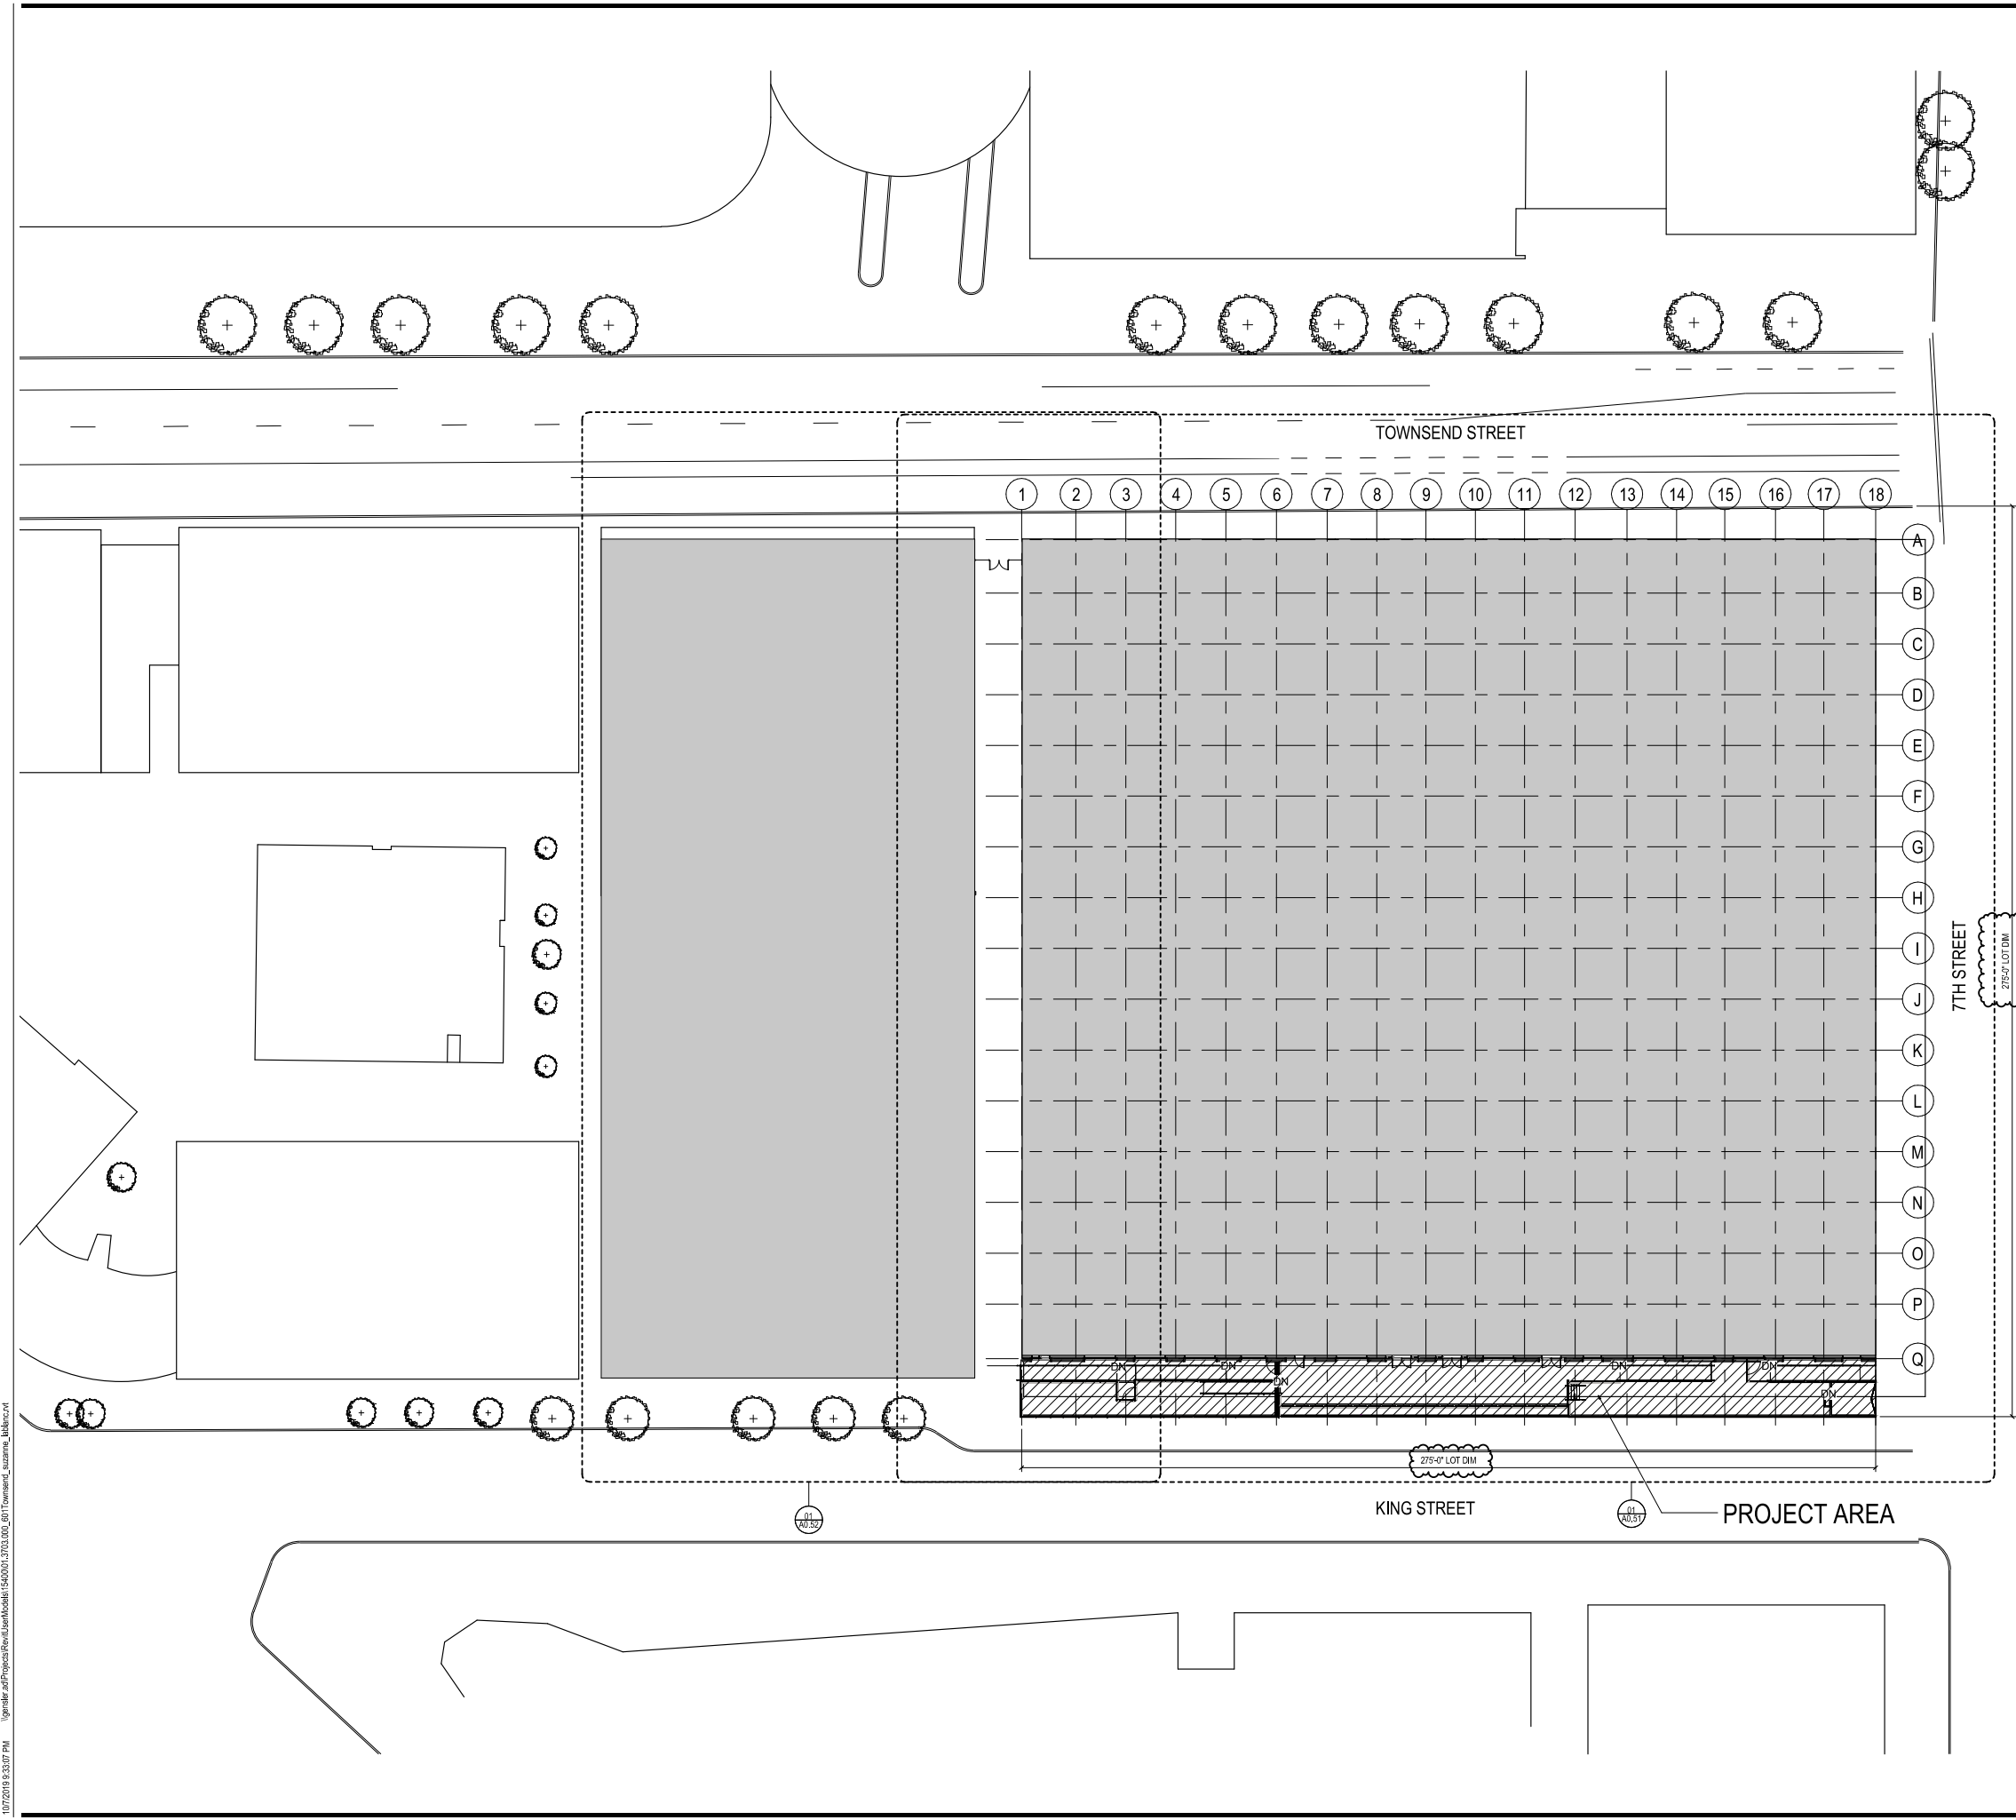 TOWNSEND STREET
1 2 3 4 5 6 7 8 9 10 11 12 13 14 15 16 17 18
A
B
C
D
E
F
G
H
I
J
K
L
M
N
O
P
Q
7TH STREET
275'-0" LOT DIM
DN DN DN DN
DN
DN
275'-0" LOT DIM
KING STREET
01
A0.52
01
A0.51
PROJECT AREA
10/7/2019 9:33:07 PM